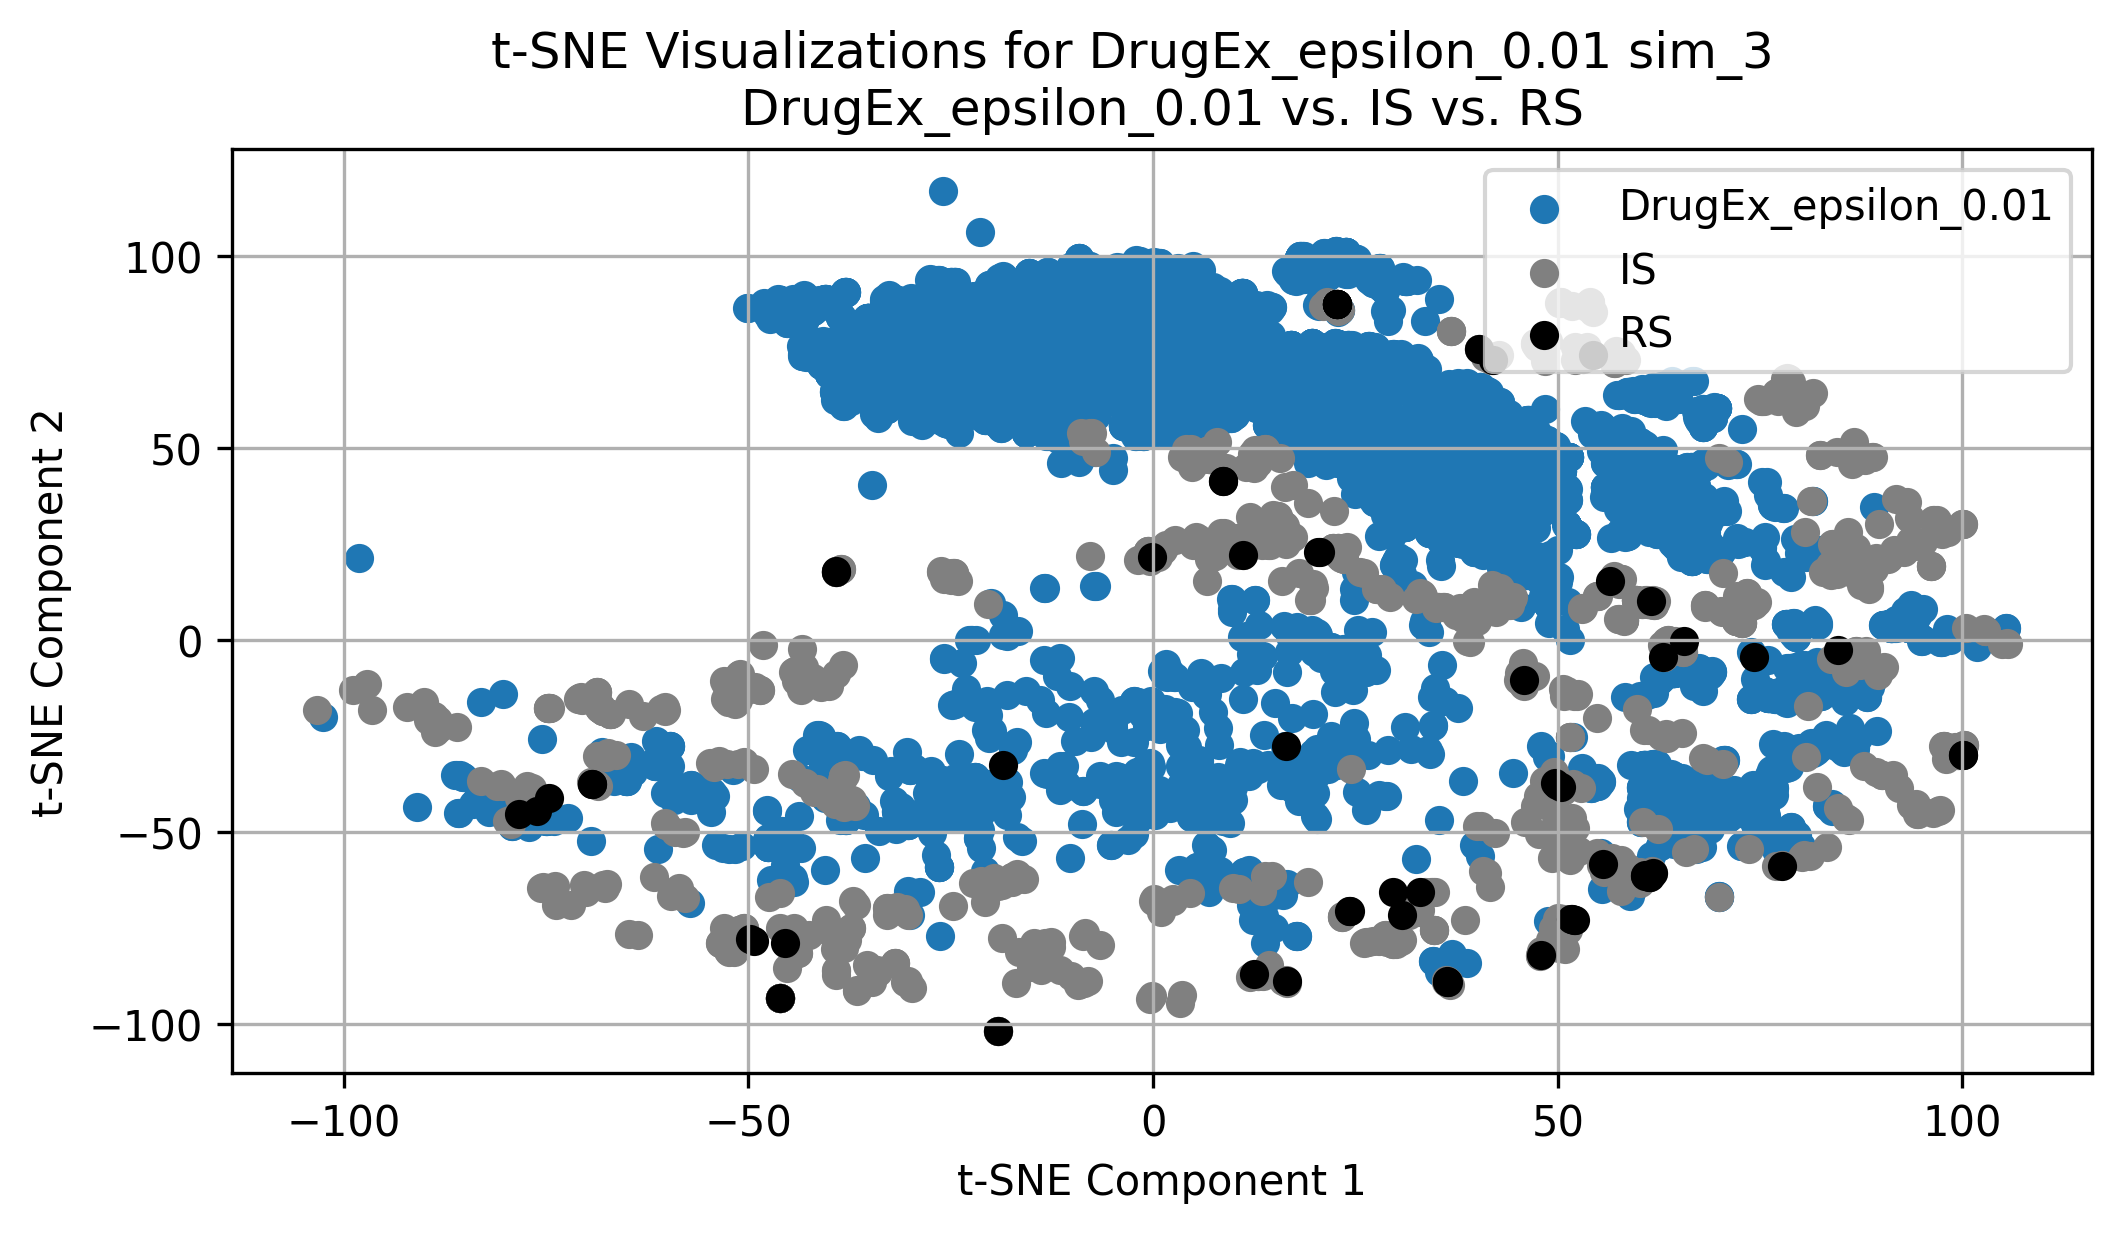 t-SNE Visualizations for DrugEx_epsilon_0.01 sim_3
DrugEx_epsilon_0.01 vs. IS vs. RS
DrugEx_epsilon_0.01
IS
RS
t-SNE Component 2
100
50
0
−50
−100
−100
−50
0
50
100
t-SNE Component 1